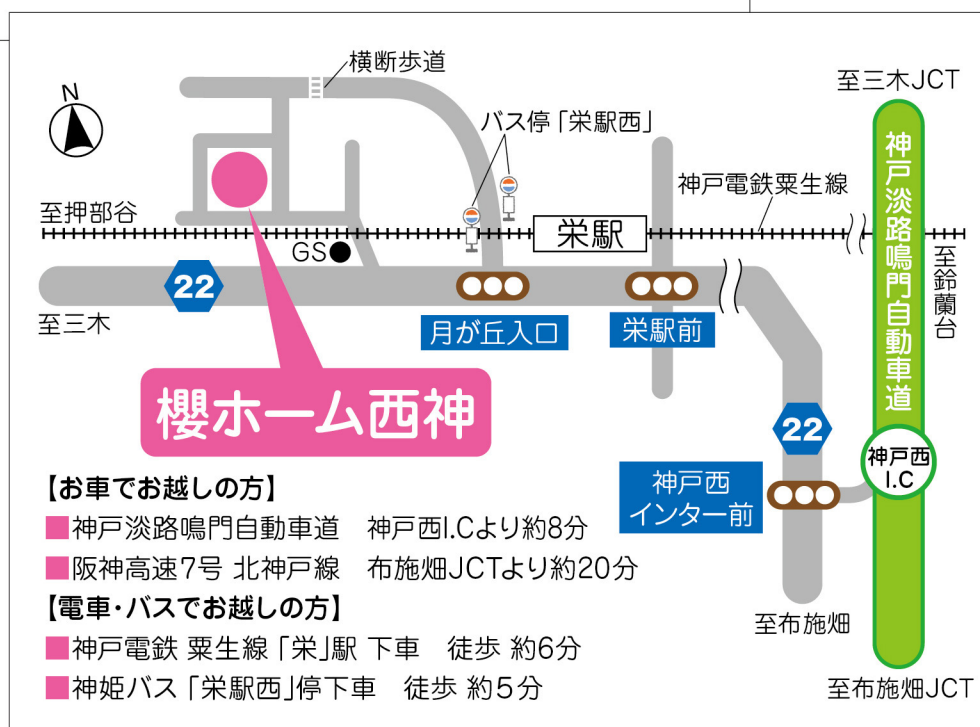 横断歩道
至三木JCT
N
バス停「栄駅西」
神戸淡路鳴門自動車道
神戸電鉄粟生線
至押部谷
栄駅
GS
至鈴蘭台
22
至三木
月が丘入口
栄駅前
櫻ホーム西神
22
神戸西
I.C
神戸西
インター前
【お車でお越しの方】
■神戸淡路鳴門自動車道 神戸西I.Cより約8分
■阪神高速7号 北神戸線 布施畑JCTより約20分
【電車・バスでお越しの方】
■神戸電鉄 粟生線「栄」駅 下車 徒歩 約6分
■神姫バス「栄駅西」停下車 徒歩 約5分
至布施畑
至布施畑JCT